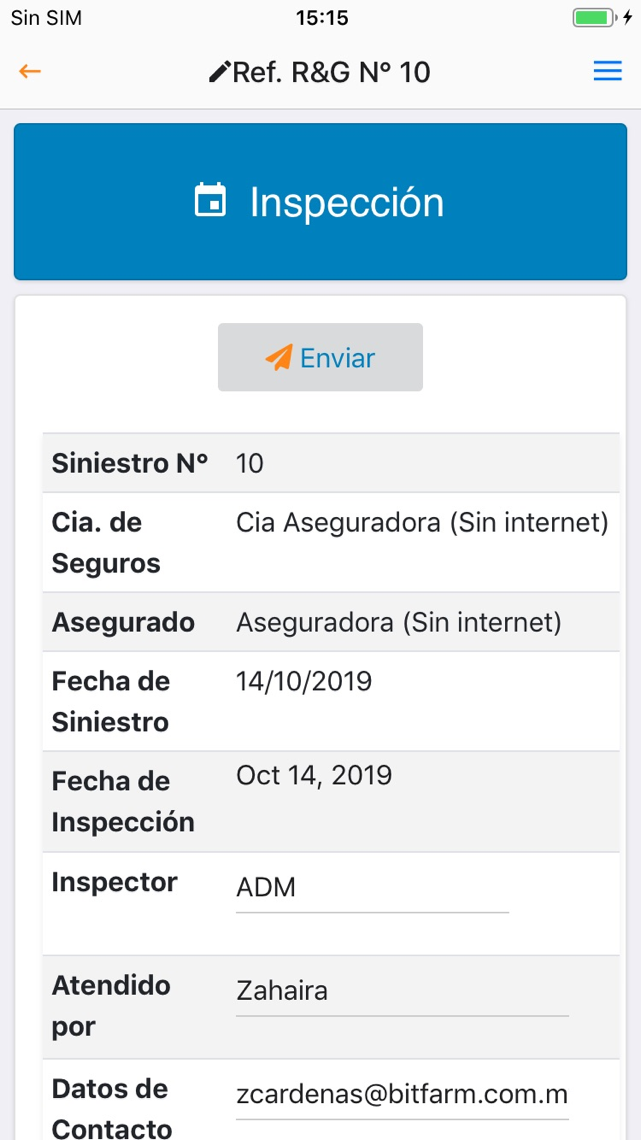 Sin SIM 15:15
Ref. R&G N° 10
Inspección
Enviar
Siniestro N° 10
Cia. de Seguros Cia Aseguradora (Sin internet)
Asegurado Aseguradora (Sin internet)
Fecha de Siniestro 14/10/2019
Fecha de Inspección Oct 14, 2019
Inspector ADM
Atendido por Zahaira
Datos de Contacto zcardenas@bitfarm.com.m